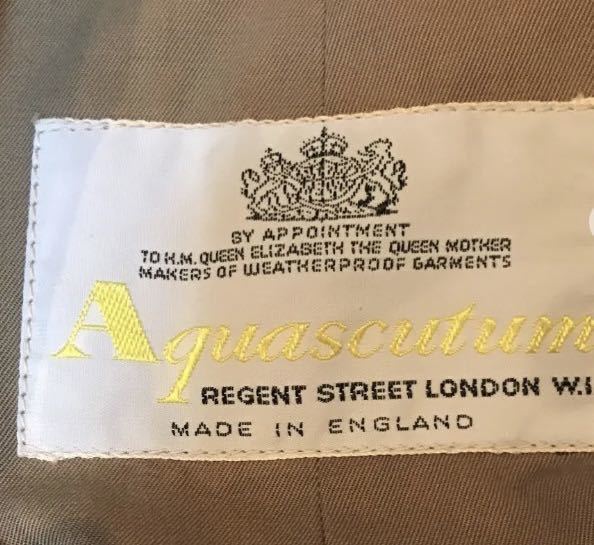 BY APPOINTMENT
TO H.M. QUEEN ELIZABETH THE QUEEN MOTHER
MAKERS OF WEATHERPROOF GARMENTS
Aquascutum
REGENT STREET LONDON W.1
MADE IN ENGLAND